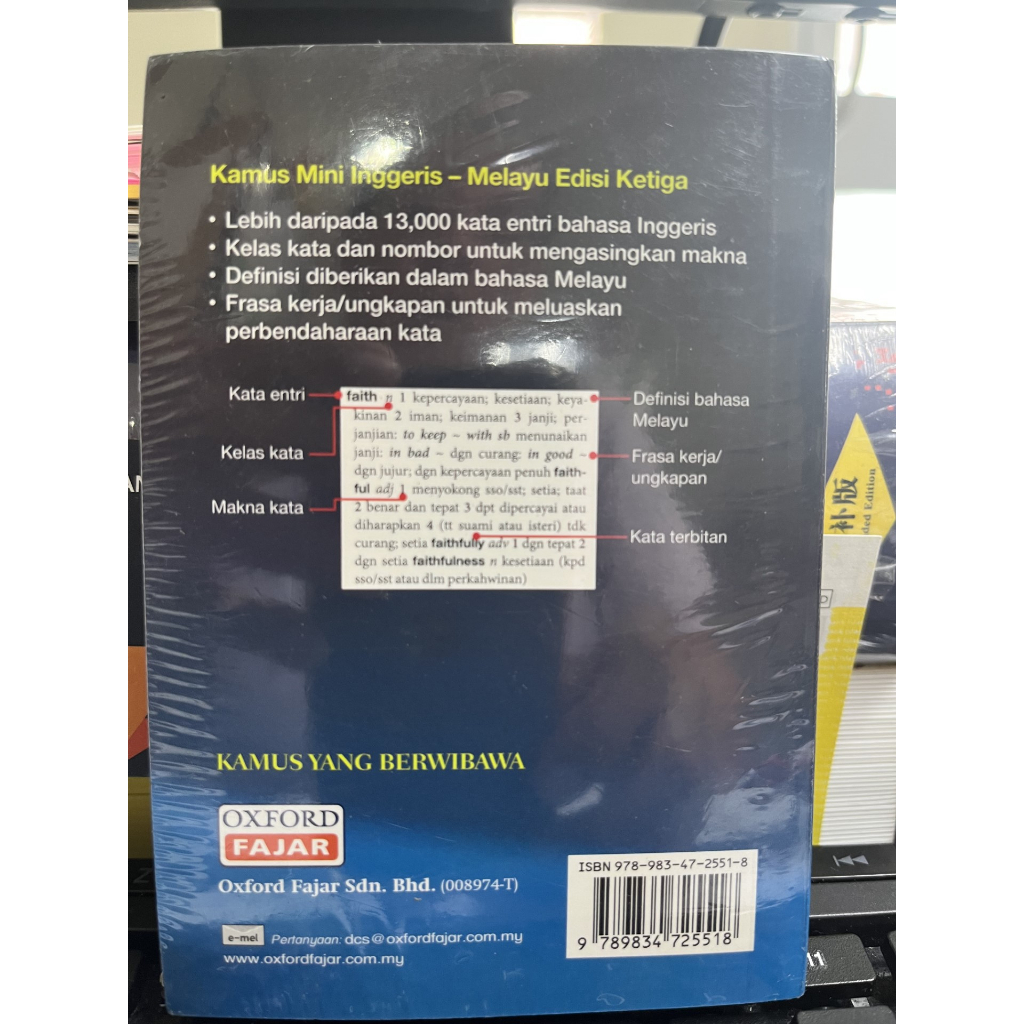 Kamus Mini Inggeris – Melayu Edisi Ketiga
• Lebih daripada 13,000 kata entri bahasa Inggeris
• Kelas kata dan nombor untuk mengasingkan makna
• Definisi diberikan dalam bahasa Melayu
• Frasa kerja/ungkapan untuk meluaskan
perbendaharaan kata
Kata entri
Kelas kata
Makna kata
faith n 1 kepercayaan; kesetiaan; keya-
kinan 2 iman; keimanan 3 janji; per-
janjian: to keep ~ with sb menunaikan
janji: in bad ~ dgn curang: in good ~
dgn jujur; dgn kepercayaan penuh faith-
ful adj 1 menyokong sso/sst; setia; taat
2 benar dan tepat 3 dpt dipercayai atau
diharapkan 4 (tt suami atau isteri) tdk
curang; setia faithfully adv 1 dgn tepat 2
dgn setia faithfulness n kesetiaan (kpd
sso/sst atau dlm perkahwinan)
Definisi bahasa
Melayu
Frasa kerja/
ungkapan
Kata terbitan
KAMUS YANG BERWIBAWA
OXFORD
FAJAR
Oxford Fajar Sdn. Bhd. (008974-T)
e-mel Pertanyaan: dcs@oxfordfajar.com.my
www.oxfordfajar.com.my
ISBN 978-983-47-2551-8
9 789834 725518
补版
ded Edition